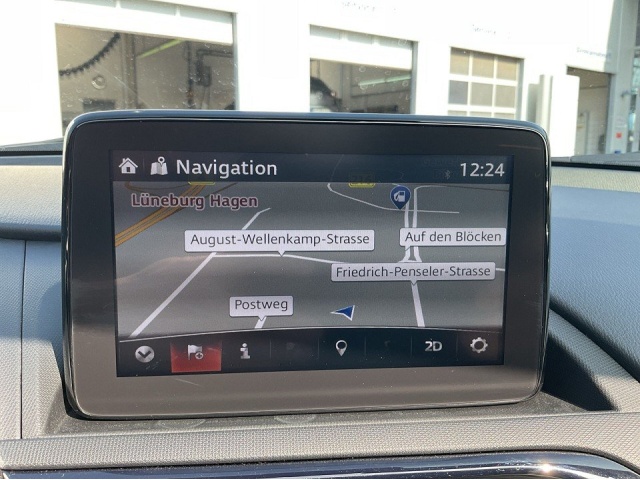 Navigation
12:24
Lüneburg Hagen
August-Wellenkamp-Strasse
Auf den Blöcken
Friedrich-Penseler-Strasse
Postweg
2D